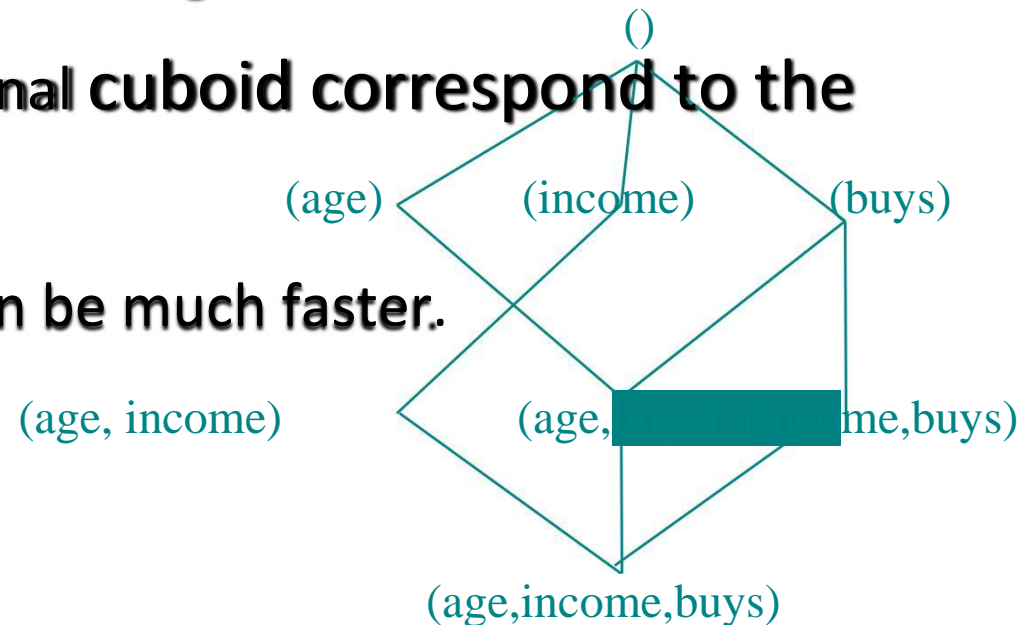 ()
nal cuboid correspond to the
(age) (income) (buys)
n be much faster.
(age, income) (age, me,buys)
(age,income,buys)